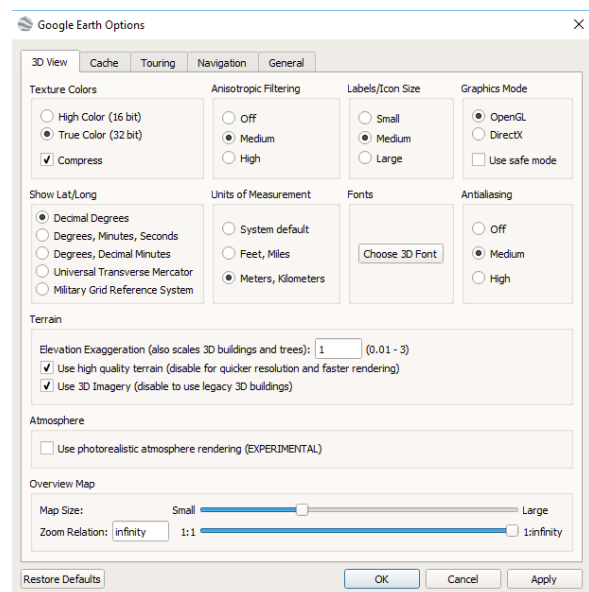 Google Earth Options
3D View Cache Touring Navigation General
Texture Colors
High Color (16 bit)
True Color (32 bit)
Compress
Anisotropic Filtering
Off
Medium
High
Labels/Icon Size
Small
Medium
Large
Graphics Mode
OpenGL
DirectX
Use safe mode
Show Lat/Long
Decimal Degrees
Degrees, Minutes, Seconds
Degrees, Decimal Minutes
Universal Transverse Mercator
Military Grid Reference System
Units of Measurement
System default
Feet, Miles
Meters, Kilometers
Fonts
Choose 3D Font
Antialiasing
Off
Medium
High
Terrain
Elevation Exaggeration (also scales 3D buildings and trees): 1 (0.01 - 3)
Use high quality terrain (disable for quicker resolution and faster rendering)
Use 3D Imagery (disable to use legacy 3D buildings)
Atmosphere
Use photorealistic atmosphere rendering (EXPERIMENTAL)
Overview Map
Map Size: Small Large
Zoom Relation: infinity 1:1 1:infinity
Restore Defaults OK Cancel Apply